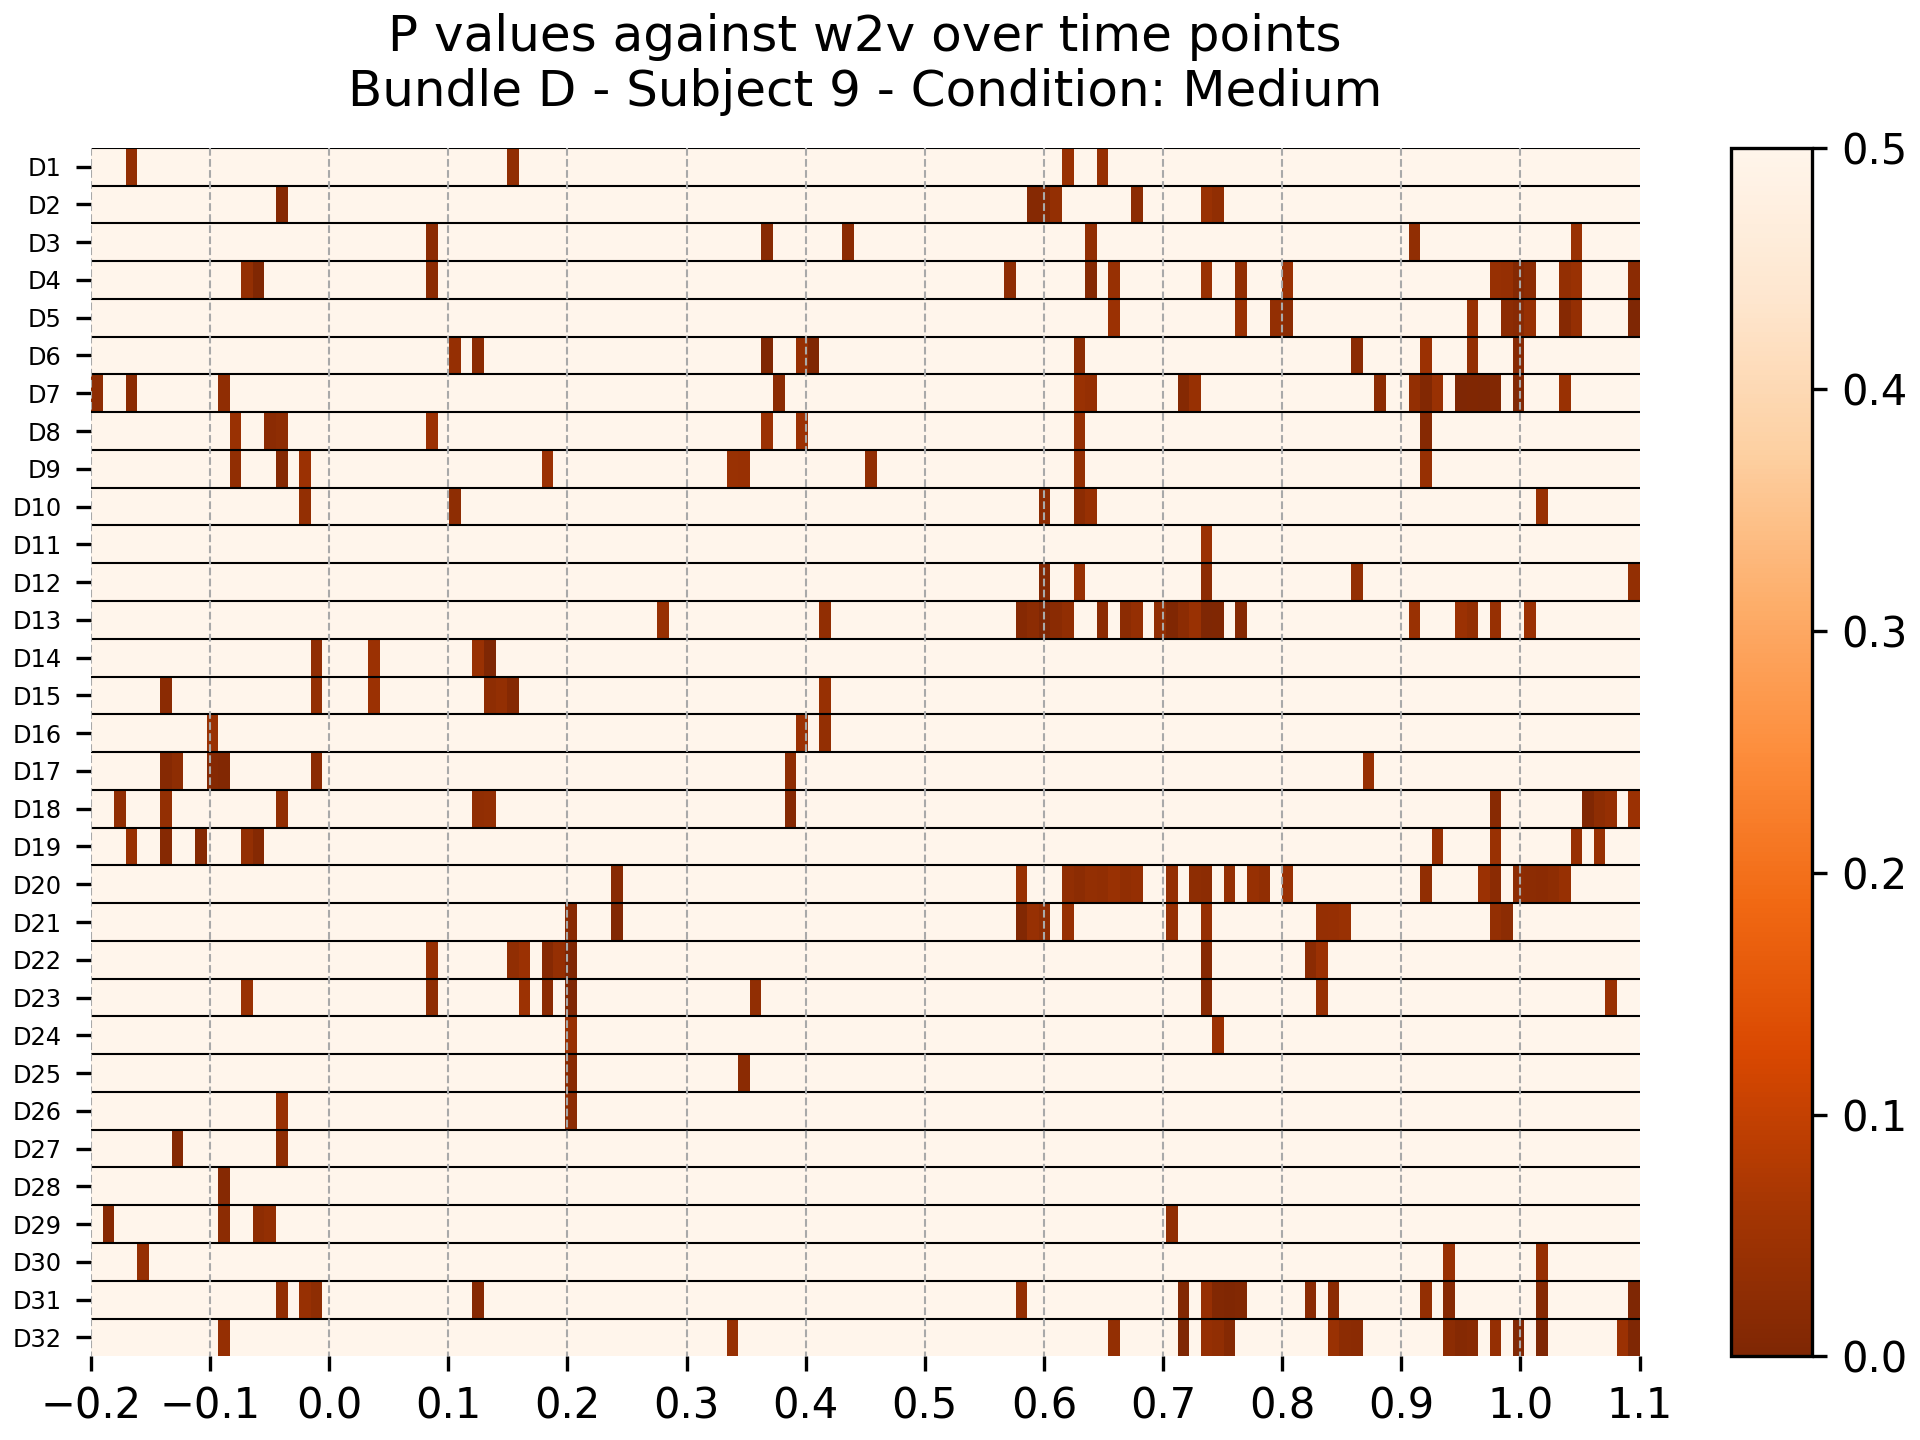 P values against w2v over time points
Bundle D - Subject 9 - Condition: Medium
D1
D2
D3
D4
D5
D6
D7
D8
D9
D10
D11
D12
D13
D14
D15
D16
D17
D18
D19
D20
D21
D22
D23
D24
D25
D26
D27
D28
D29
D30
D31
D32
−0.2 −0.1 0.0 0.1 0.2 0.3 0.4 0.5 0.6 0.7 0.8 0.9 1.0 1.1
0.5
0.4
0.3
0.2
0.1
0.0